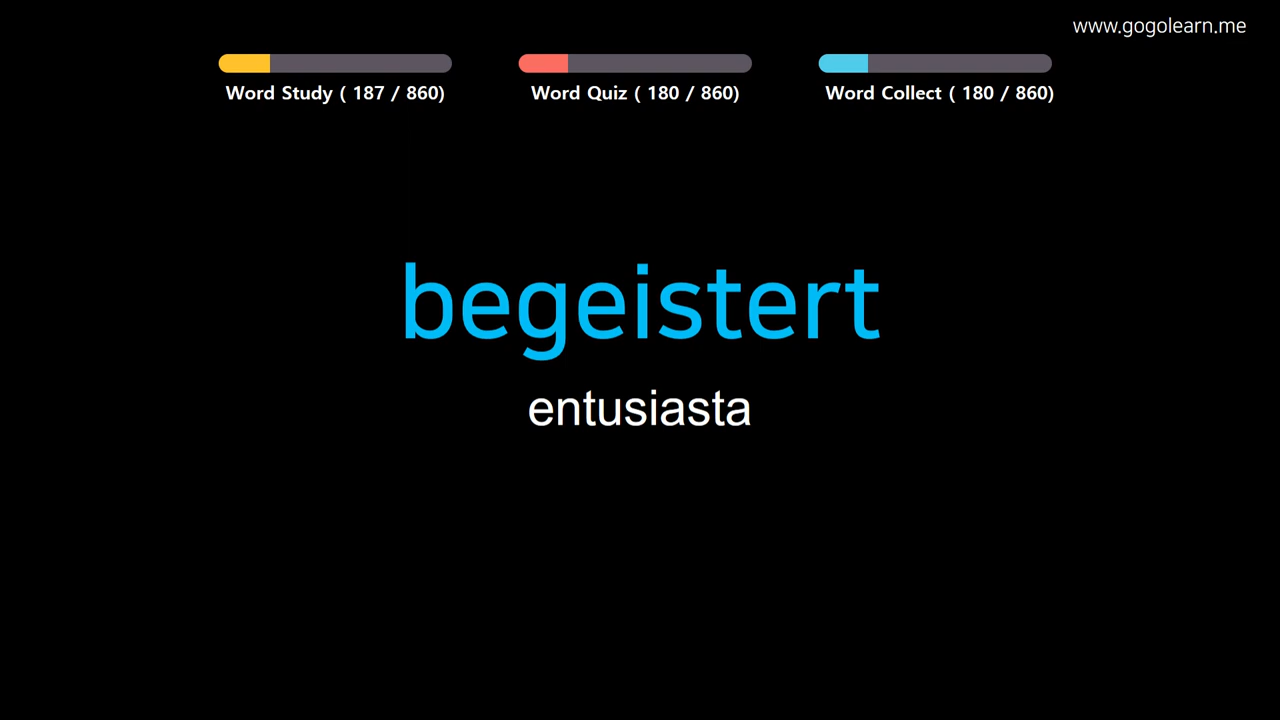 www.gogolearn.me
Word Study ( 187 / 860)
Word Quiz ( 180 / 860)
Word Collect ( 180 / 860)
begeistert
entusiasta